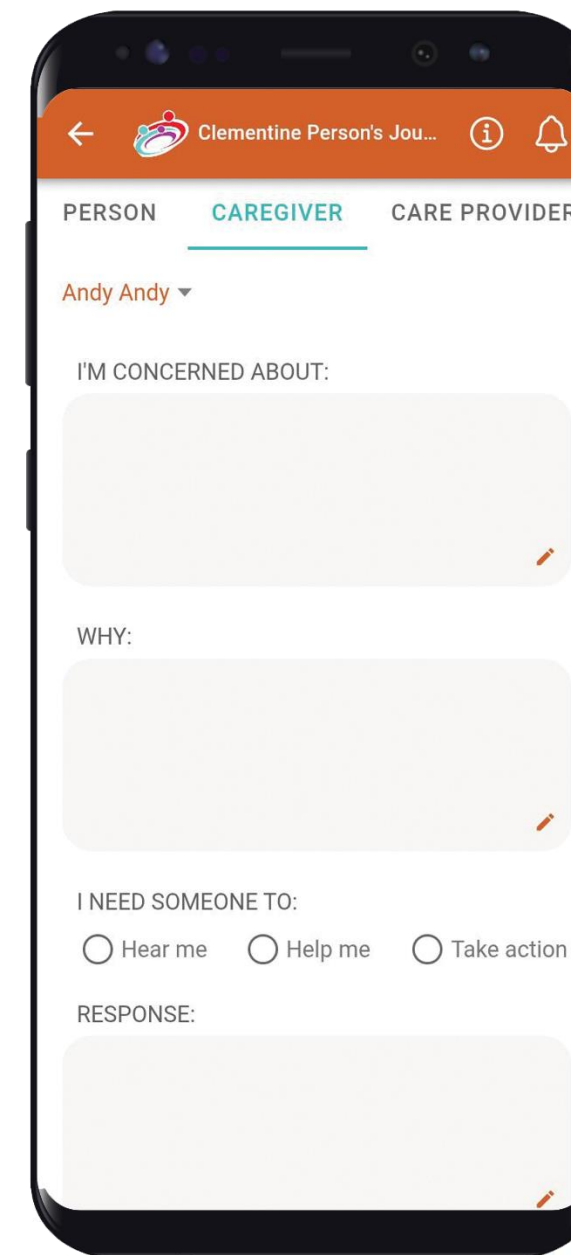 Clementine Person's Jou...
PERSON CAREGIVER CARE PROVIDER
Andy Andy
I'M CONCERNED ABOUT:
WHY:
I NEED SOMEONE TO:
Hear me Help me Take action
RESPONSE: